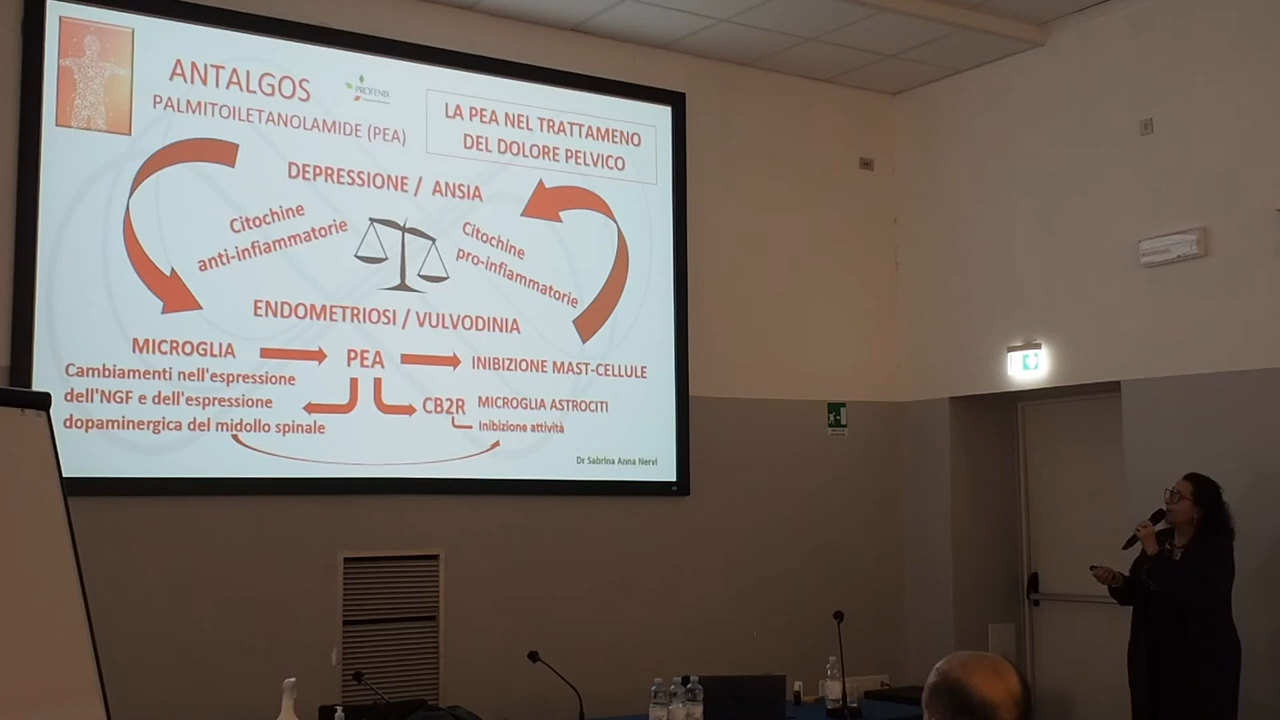 ANTALGOS
PALMITOILETANOLAMIDE (PEA)
PROFENIX
LA PEA NEL TRATTAMENO
DEL DOLORE PELVICO
DEPRESSIONE / ANSIA
Citochine
anti-infiammatorie
Citochine
pro-infiammatorie
ENDOMETRIOSI / VULVODINIA
MICROGLIA
PEA
INIBIZIONE MAST-CELLULE
Cambiamenti nell'espressione
dell'NGF e dell'espressione
dopaminergica del midollo spinale
CB2R
MICROGLIA ASTROCITI
Inibizione attività
Dr Sabrina Anna Nervi